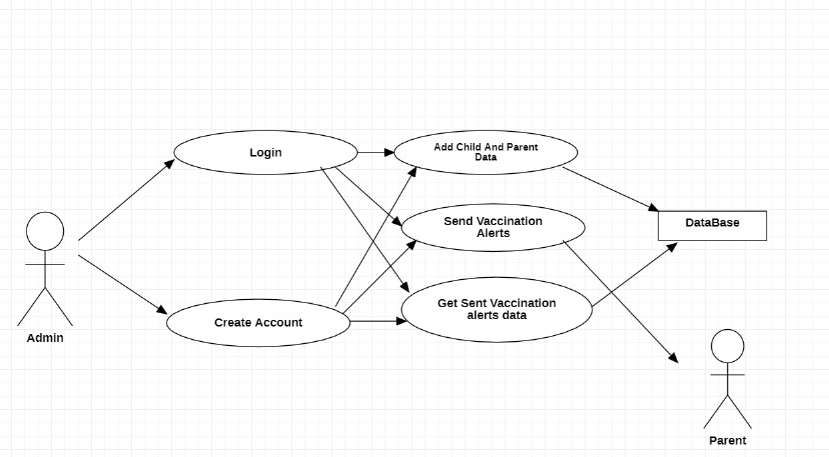 Login
Add Child And Parent
Data
Send Vaccination
Alerts
DataBase
Get Sent Vaccination
alerts data
Create Account
Admin
Parent